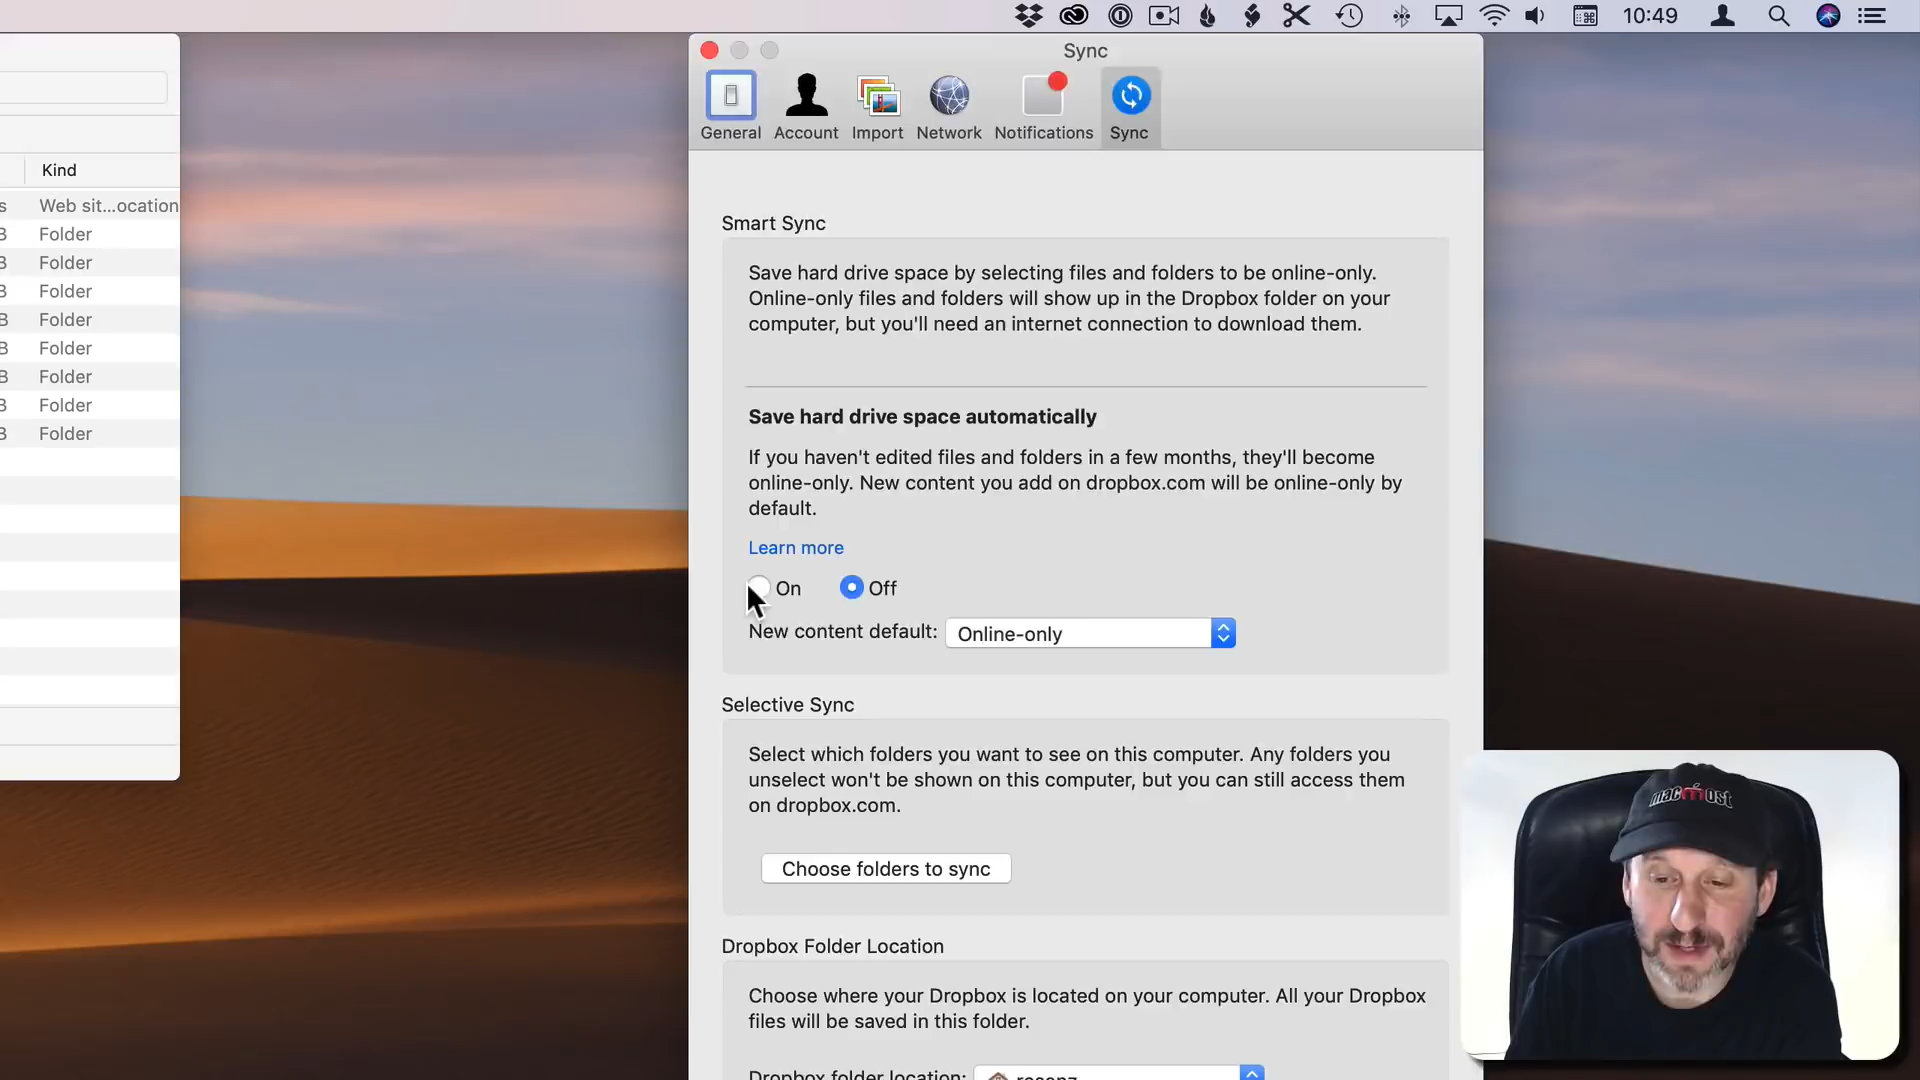 10:49
Sync
General Account Import Network Notifications Sync
Kind
s Web sit...ocation
B Folder
B Folder
B Folder
B Folder
B Folder
B Folder
B Folder
B Folder
Smart Sync
Save hard drive space by selecting files and folders to be online-only.
Online-only files and folders will show up in the Dropbox folder on your
computer, but you'll need an internet connection to download them.
Save hard drive space automatically
If you haven't edited files and folders in a few months, they'll become
online-only. New content you add on dropbox.com will be online-only by
default.
Learn more
On Off
New content default: Online-only
Selective Sync
Select which folders you want to see on this computer. Any folders you
unselect won't be shown on this computer, but you can still access them
on dropbox.com.
Choose folders to sync
macmost
Dropbox Folder Location
Choose where your Dropbox is located on your computer. All your Dropbox
files will be saved in this folder.
Dropbox folder location: